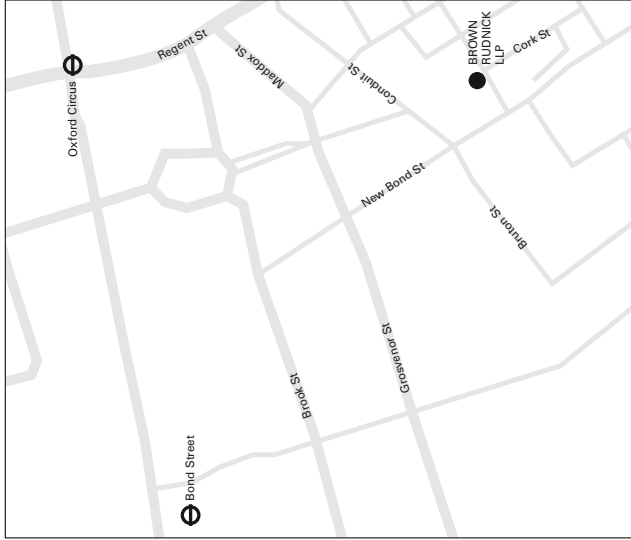 Oxford Circus
Regent St
Maddox St
Conduit St
BROWN
RUDNICK
LLP
Cork St
New Bond St
Bruton St
Grosvenor St
Brook St
Bond Street